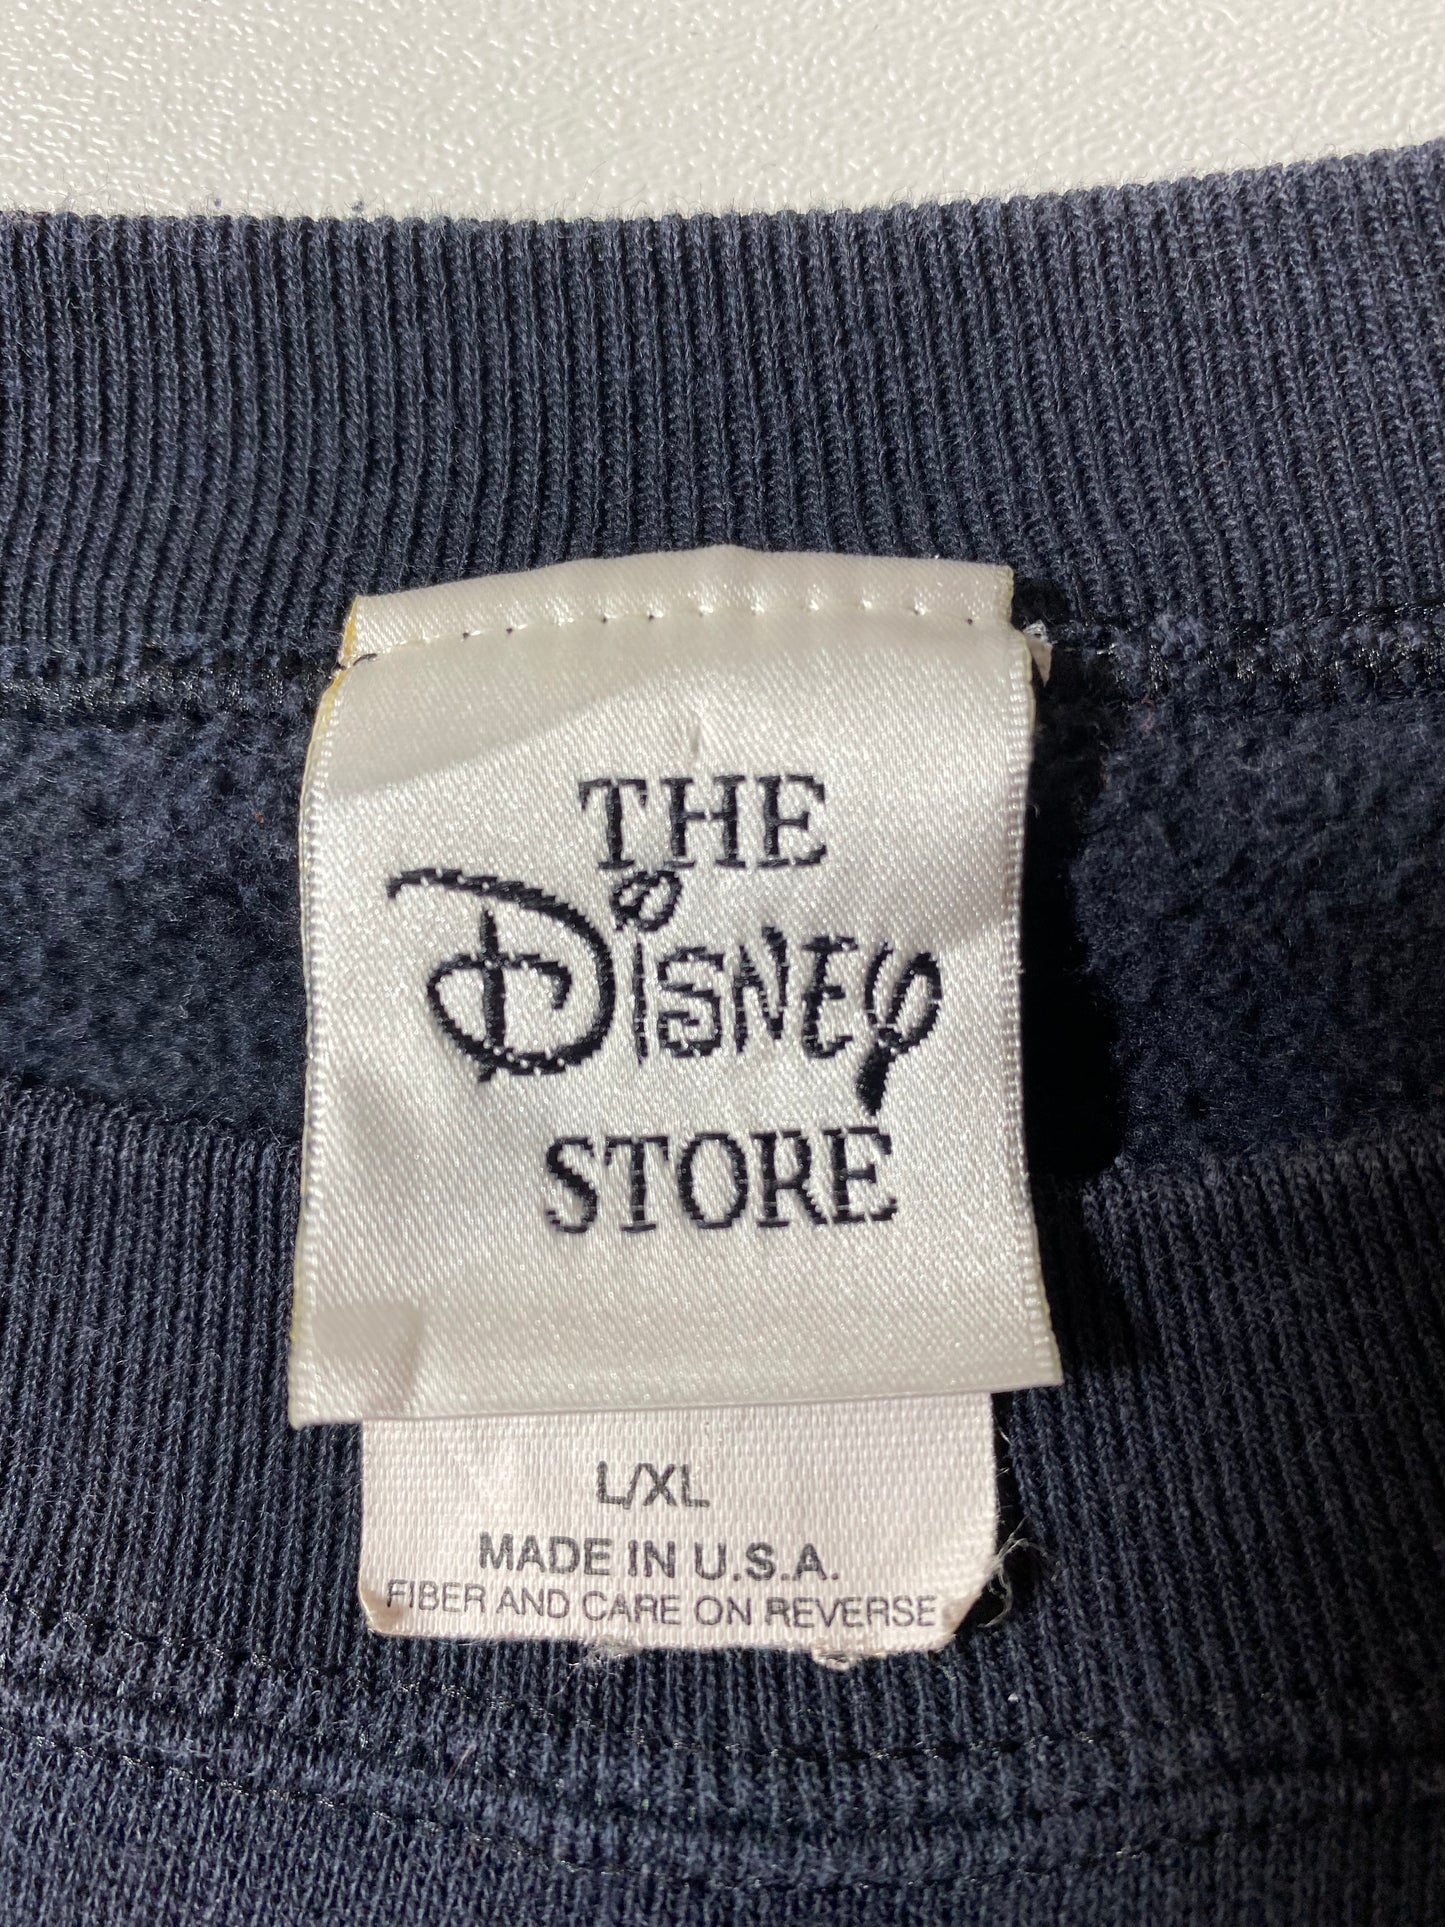 THE
DISNEY
STORE
L/XL
MADE IN U.S.A.
FIBER AND CARE ON REVERSE